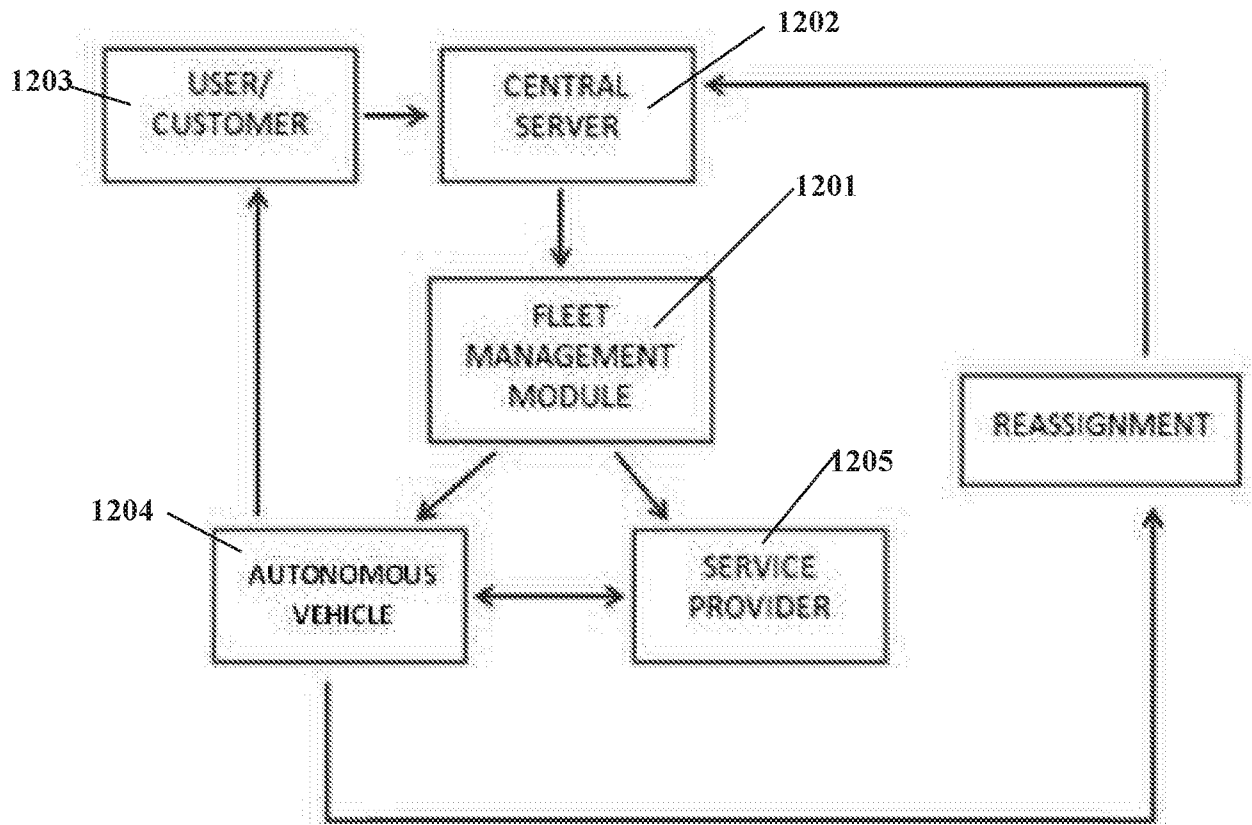 1202
1203
USER/
CUSTOMER
CENTRAL
SERVER
1201
FLEET
MANAGEMENT
MODULE
REASSIGNMENT
1205
1204
AUTONOMOUS
VEHICLE
SERVICE
PROVIDER